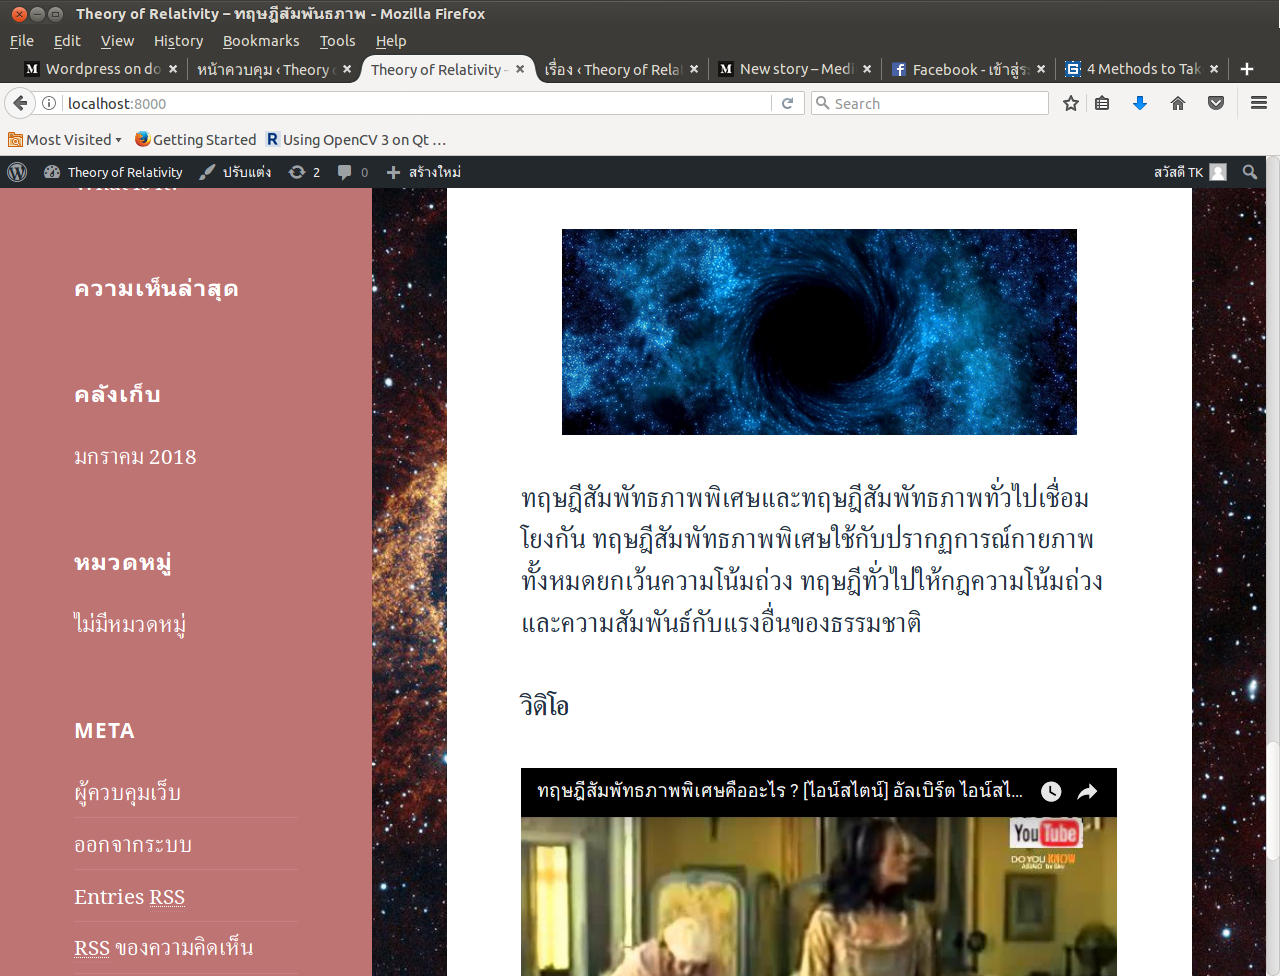 Theory of Relativity – ทฤษฎีสัมพันธภาพ - Mozilla Firefox
File Edit View History Bookmarks Tools Help
Wordpress on do
หน้าควบคุม ‹ Theory
Theory of Relativity –
เรื่อง ‹ Theory of Rela
New story – Medi
Facebook - เข้าสู่ระ
4 Methods to Tak
localhost:8000
Search
Most Visited
Getting Started
Using OpenCV 3 on Qt …
Theory of Relativity ปรับแต่ง 2 0 สร้างใหม่ สวัสดี TK
ความเห็นล่าสุด
คลังเก็บ
มกราคม 2018
หมวดหมู่
ไม่มีหมวดหมู่
META
ผู้ควบคุมเว็บ
ออกจากระบบ
Entries RSS
RSS ของความคิดเห็น
ทฤษฎีสัมพัทธภาพพิเศษและทฤษฎีสัมพัทธภาพทั่วไปเชื่อม
โยงกัน ทฤษฎีสัมพัทธภาพพิเศษใช้กับปรากฏการณ์กายภาพ
ทั้งหมดยกเว้นความโน้มถ่วง ทฤษฎีทั่วไปให้กฎความโน้มถ่วง
และความสัมพันธ์กับแรงอื่นของธรรมชาติ
วิดิโอ
ทฤษฎีสัมพัทธภาพพิเศษคืออะไร ? [ไอน์สไตน์] อัลเบิร์ต ไอน์สไ...
YouTube
DO YOU KNOW